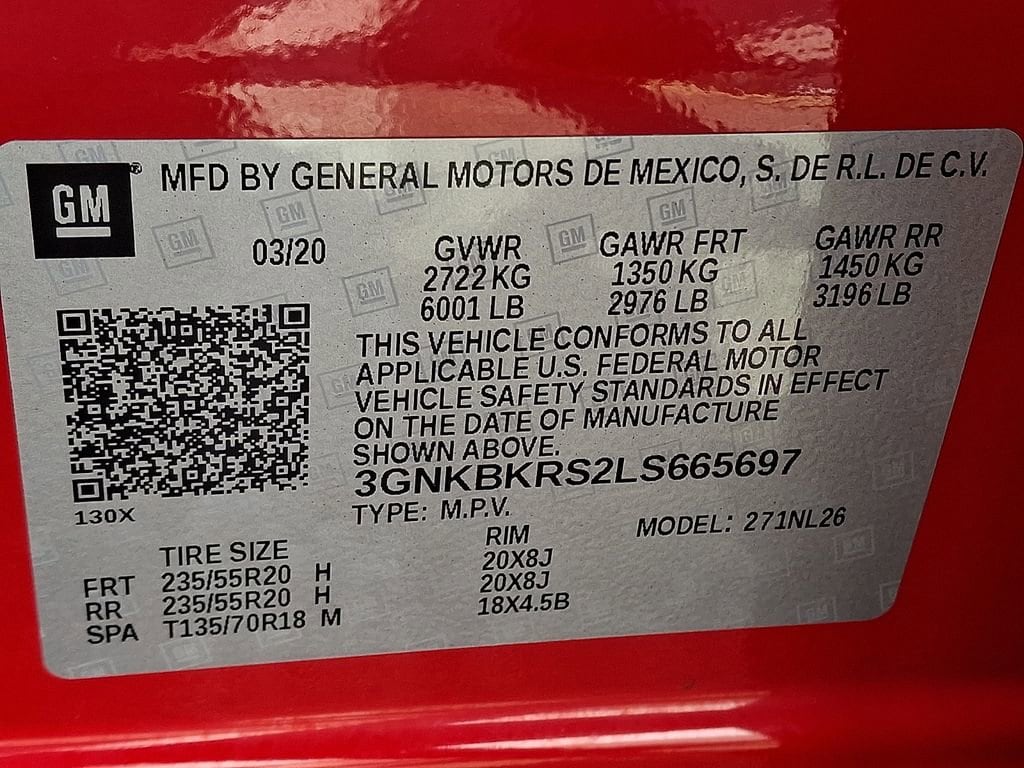 GM® MFD BY GENERAL MOTORS DE MEXICO, S. DE R.L. DE C.V.
03/20 GVWR GAWR FRT GAWR RR
2722 KG 1350 KG 1450 KG
6001 LB 2976 LB 3196 LB
THIS VEHICLE CONFORMS TO ALL
APPLICABLE U.S. FEDERAL MOTOR
VEHICLE SAFETY STANDARDS IN EFFECT
ON THE DATE OF MANUFACTURE
SHOWN ABOVE.
3GNKBKRS2LS665697
130X TYPE: M.P.V. MODEL: 271NL26
TIRE SIZE RIM
FRT 235/55R20 H 20X8J
RR 235/55R20 H 20X8J
SPA T135/70R18 M 18X4.5B